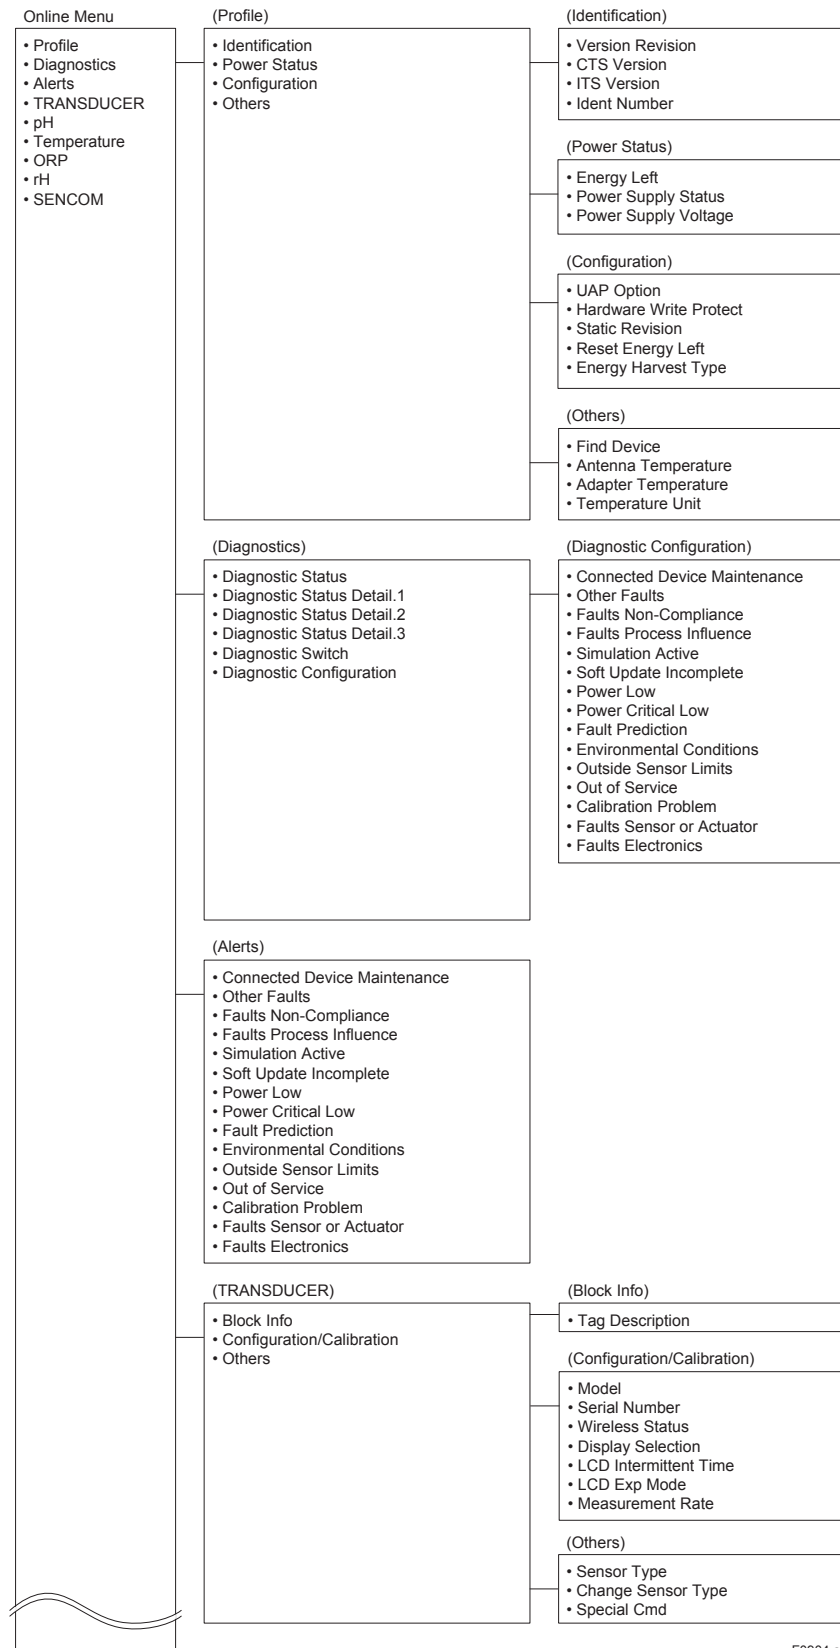 Online Menu
• Profile
• Diagnostics
• Alerts
• TRANSDUCER
• pH
• Temperature
• ORP
• rH
• SENCOM
(Profile)
• Identification
• Power Status
• Configuration
• Others
(Identification)
• Version Revision
• CTS Version
• ITS Version
• Ident Number
(Power Status)
• Energy Left
• Power Supply Status
• Power Supply Voltage
(Configuration)
• UAP Option
• Hardware Write Protect
• Static Revision
• Reset Energy Left
• Energy Harvest Type
(Others)
• Find Device
• Antenna Temperature
• Adapter Temperature
• Temperature Unit
(Diagnostics)
• Diagnostic Status
• Diagnostic Status Detail.1
• Diagnostic Status Detail.2
• Diagnostic Status Detail.3
• Diagnostic Switch
• Diagnostic Configuration
(Diagnostic Configuration)
• Connected Device Maintenance
• Other Faults
• Faults Non-Compliance
• Faults Process Influence
• Simulation Active
• Soft Update Incomplete
• Power Low
• Power Critical Low
• Fault Prediction
• Environmental Conditions
• Outside Sensor Limits
• Out of Service
• Calibration Problem
• Faults Sensor or Actuator
• Faults Electronics
(Alerts)
• Connected Device Maintenance
• Other Faults
• Faults Non-Compliance
• Faults Process Influence
• Simulation Active
• Soft Update Incomplete
• Power Low
• Power Critical Low
• Fault Prediction
• Environmental Conditions
• Outside Sensor Limits
• Out of Service
• Calibration Problem
• Faults Sensor or Actuator
• Faults Electronics
(TRANSDUCER)
• Block Info
• Configuration/Calibration
• Others
(Block Info)
• Tag Description
(Configuration/Calibration)
• Model
• Serial Number
• Wireless Status
• Display Selection
• LCD Intermittent Time
• LCD Exp Mode
• Measurement Rate
(Others)
• Sensor Type
• Change Sensor Type
• Special Cmd